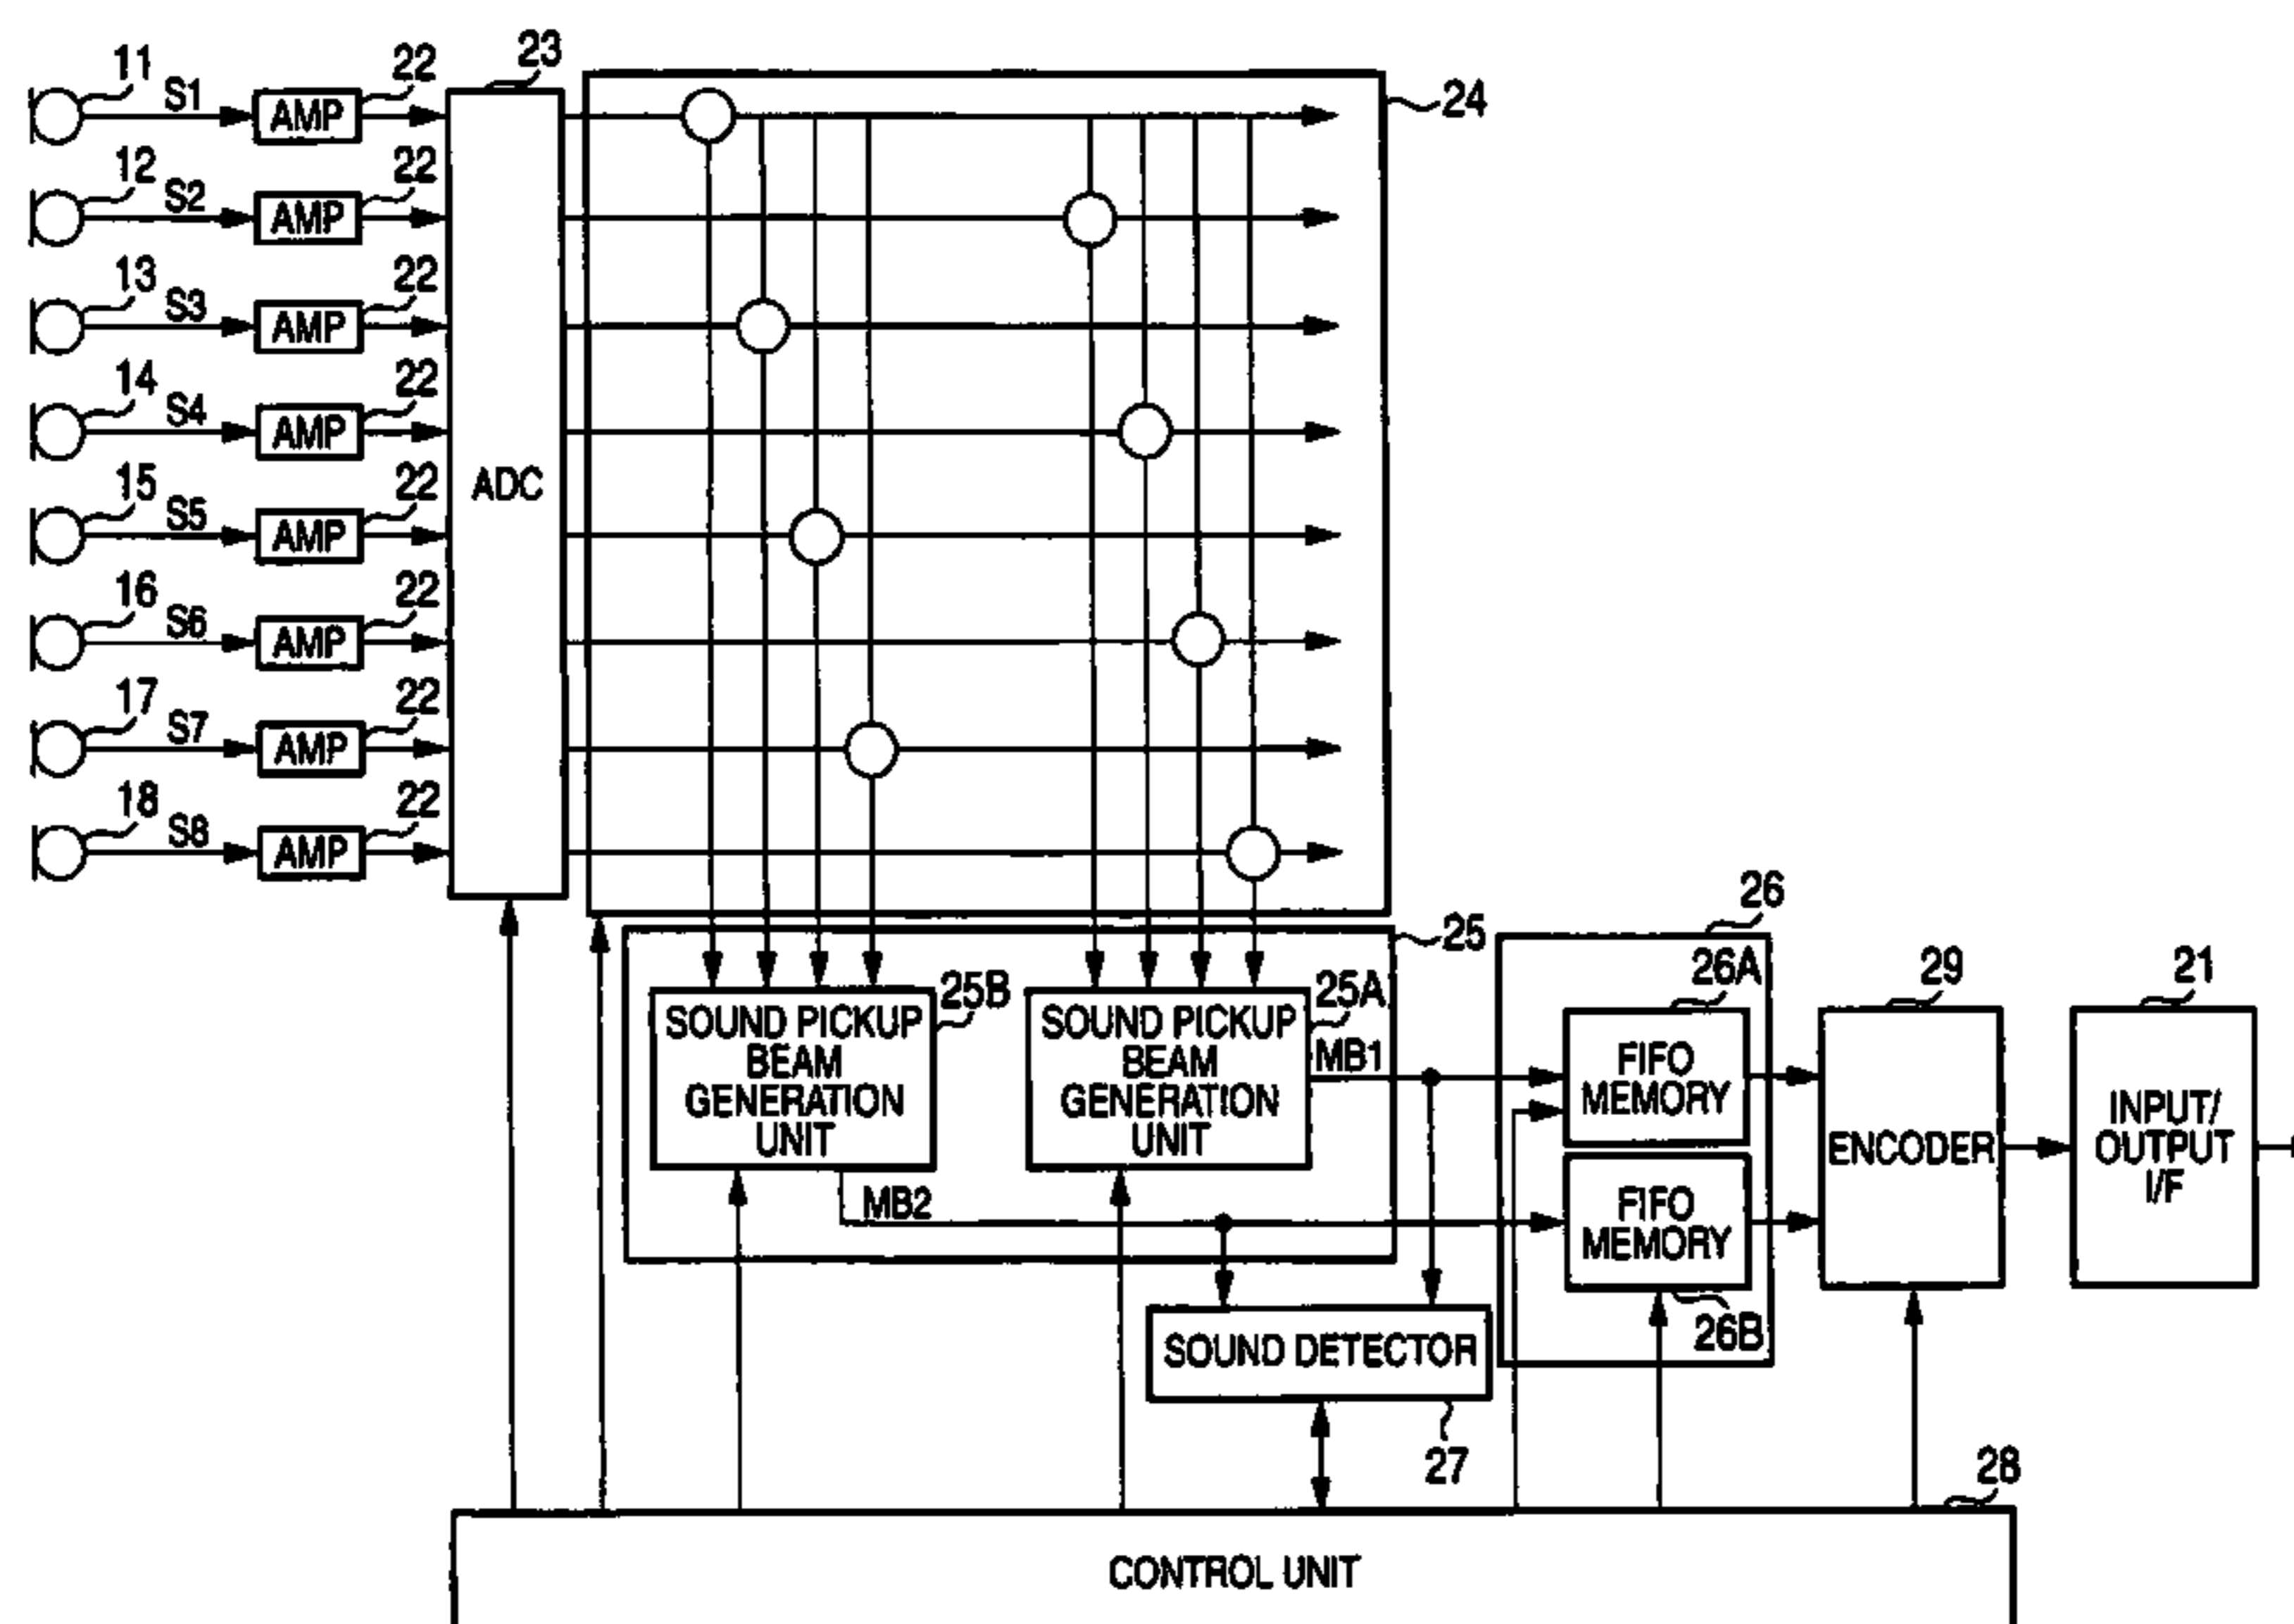 11 S1 AMP 22 23
24
12 S2 AMP 22
13 S3 AMP 22
14 S4 AMP 22
ADC
15 S5 AMP 22
16 S6 AMP 22
17 S7 AMP 22
18 S8 AMP 22
25
26
25B
SOUND PICKUP
BEAM
GENERATION
UNIT
MB2
25A
SOUND PICKUP
BEAM
GENERATION
UNIT
MB1
26A
FIFO
MEMORY
FIFO
MEMORY
26B
29
ENCODER
21
INPUT/
OUTPUT
I/F
SOUND DETECTOR
27
28
CONTROL UNIT